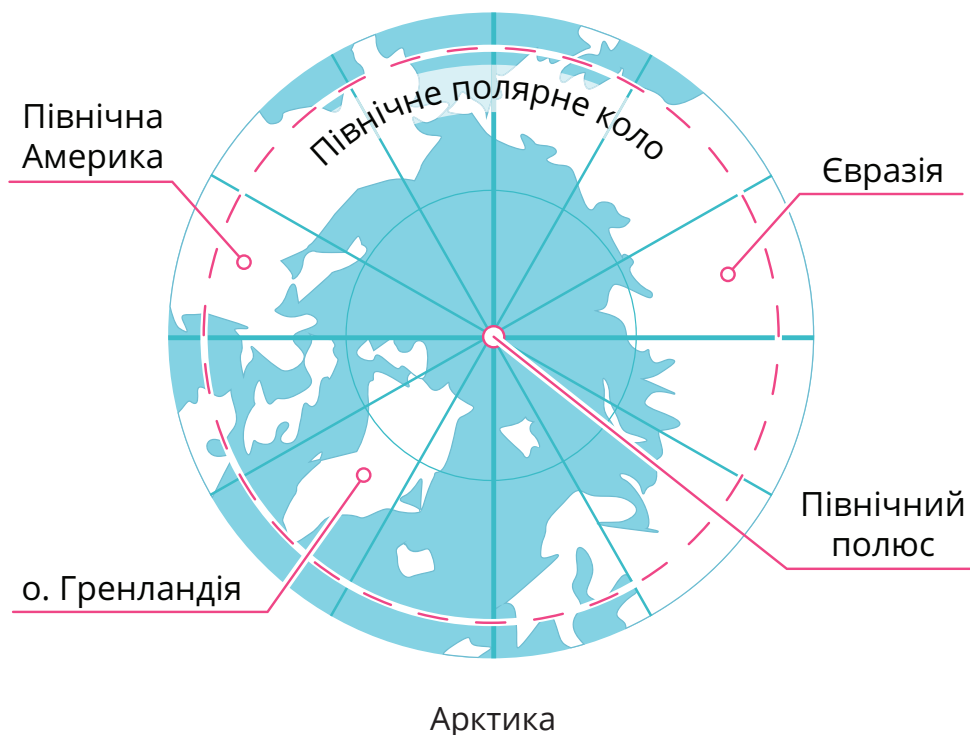 Північне полярне коло
Північна
Америка
Євразія
Північний
полюс
о. Гренландія
Арктика